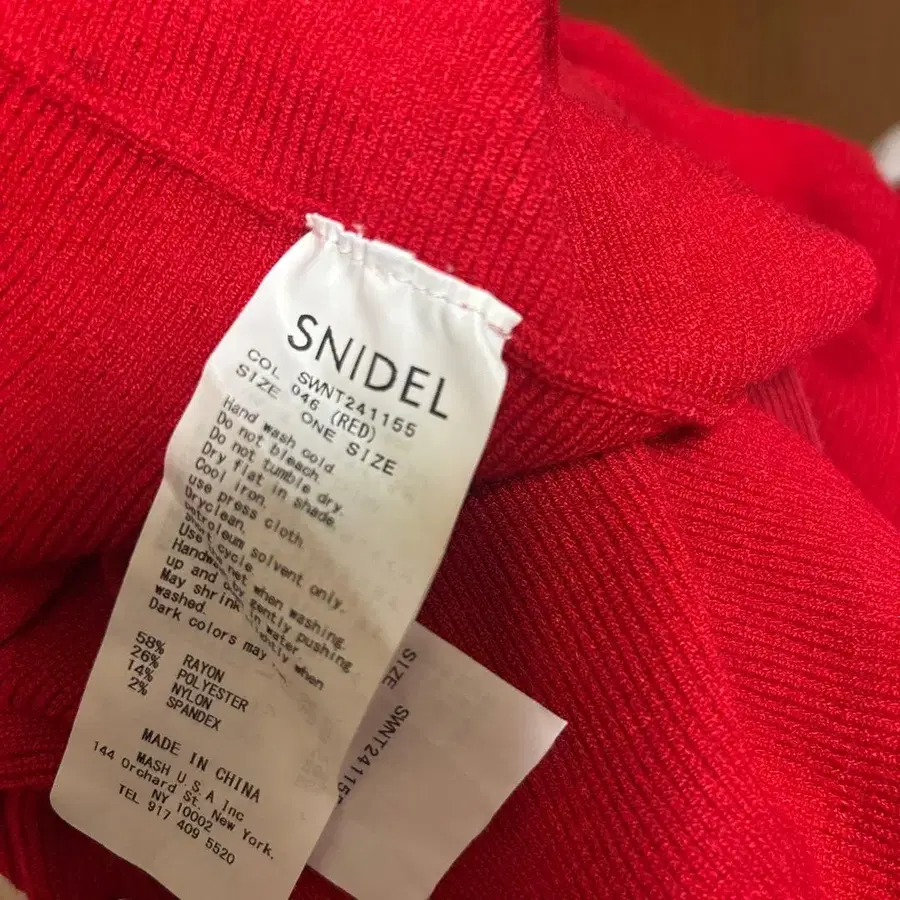 SNIDEL
SWNT241155
COL 046 (RED)
SIZE ONE SIZE
Hand wash cold.
Do not bleach.
Do not tumble dry.
Dry flat in shade.
Cool iron.
use press cloth
Dryclean.
petroleum solvent only.
Use cycle
Handwash net when washing
up and by gently pushing
May shrink in water
washed. when
Dark colors may
58% RAYON
26% POLYESTER
14% NYLON
2% SPANDEX
MADE IN CHINA
MASH U.S.A Inc
144 Orchard St. New York.
NY 10002
TEL 917 409 5520
SWNT24115
SIZE